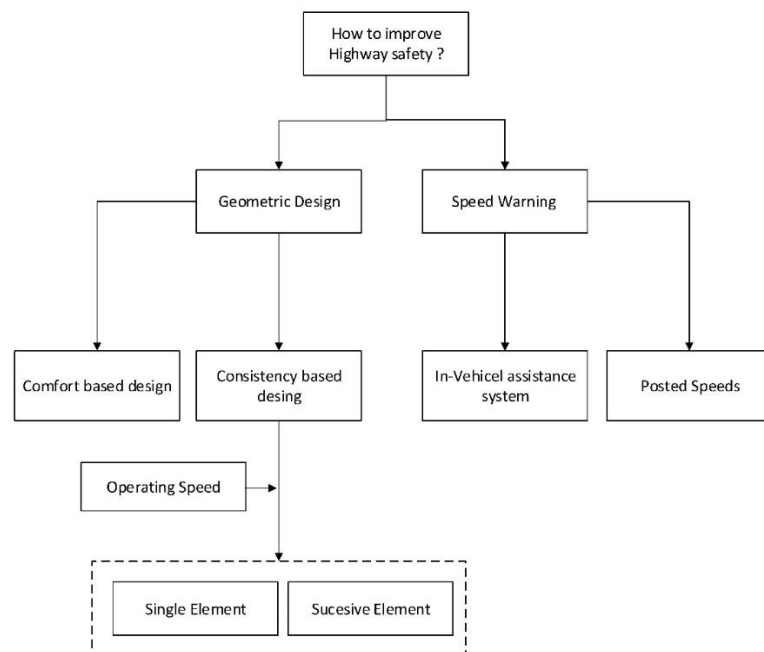 How to improve
Highway safety ?
Geometric Design
Speed Warning
Comfort based design
Consistency based
desing
In-Vehicel assistance
system
Posted Speeds
Operating Speed
Single Element
Sucesive Element